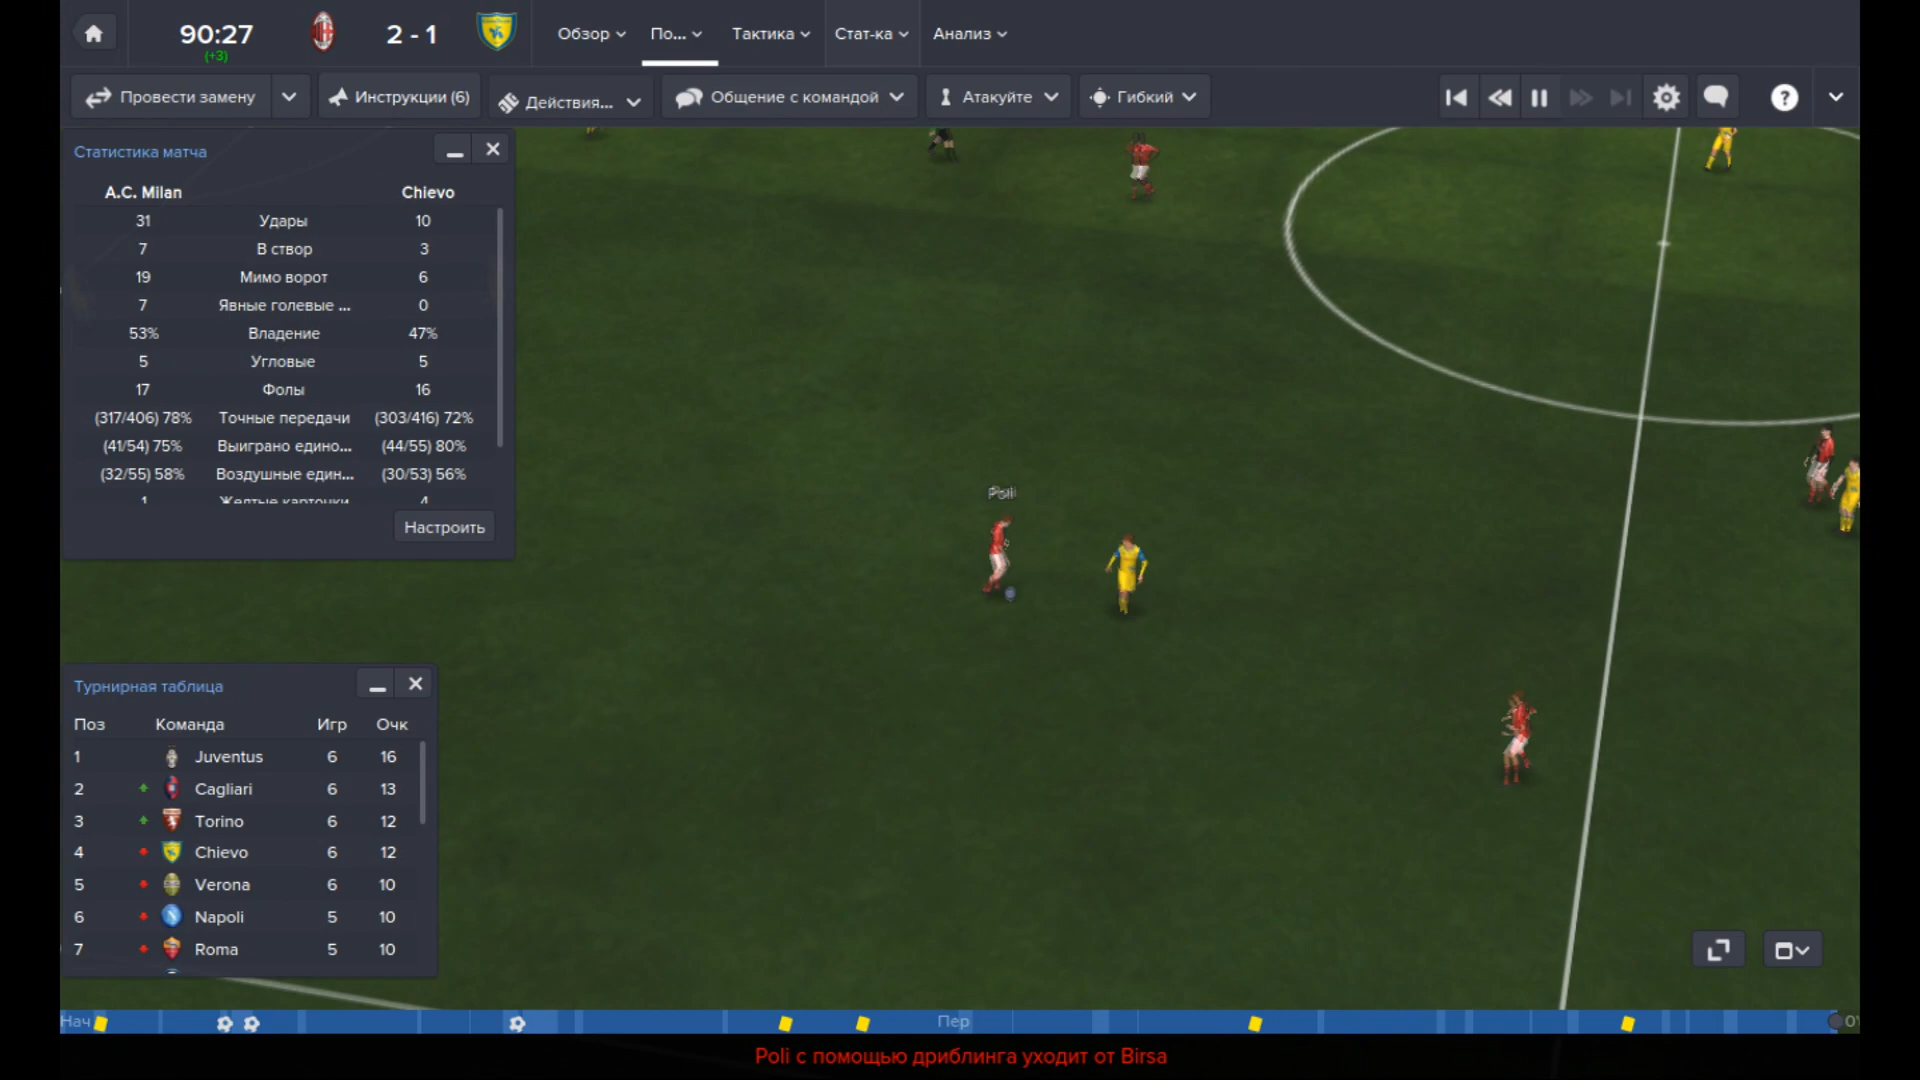 90:27
(+3)
2 - 1
Обзор
По...
Тактика
Стат-ка
Анализ
Провести замену
Инструкции (6)
Действия...
Общение с командой
Атакуйте
Гибкий
?
Статистика матча
A.C. Milan Chievo
31 Удары 10
7 В створ 3
19 Мимо ворот 6
7 Явные голевые ... 0
53% Владение 47%
5 Угловые 5
17 Фолы 16
(317/406) 78% Точные передачи (303/416) 72%
(41/54) 75% Выиграно едино... (44/55) 80%
(32/55) 58% Воздушные един... (30/53) 56%
1 Желтые карточки 4
Настроить
Poli
Турнирная таблица
Поз Команда Игр Очк
1 Juventus 6 16
2 Cagliari 6 13
3 Torino 6 12
4 Chievo 6 12
5 Verona 6 10
6 Napoli 5 10
7 Roma 5 10
Нач
Пер
0'
Poli с помощью дриблинга уходит от Birsa